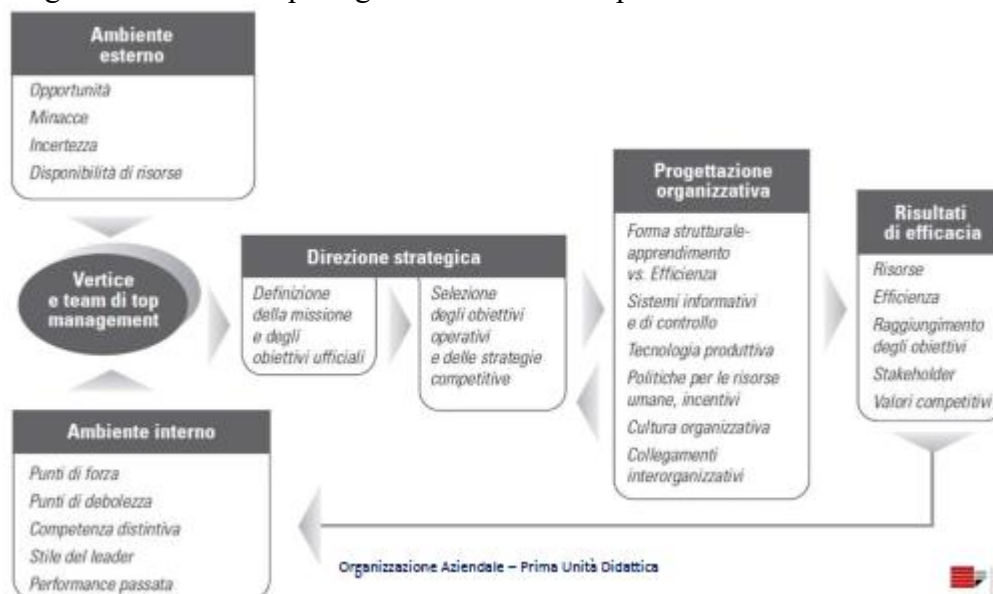 Ambiente
esterno
Opportunità
Minacce
Incertezza
Disponibilità di risorse
Vertice
e team di top
management
Ambiente interno
Punti di forza
Punti di debolezza
Competenza distintiva
Stile del leader
Performance passata
Direzione strategica
Definizione
della missione
e degli
obiettivi ufficiali
Selezione
degli obiettivi
operativi
e delle strategie
competitive
Progettazione
organizzativa
Forma strutturale-
apprendimento
vs. Efficienza
Sistemi informativi
e di controllo
Tecnologia produttiva
Politiche per le risorse
umane, incentivi
Cultura organizzativa
Collegamenti
interorganizzativi
Risultati
di efficacia
Risorse
Efficienza
Raggiungimento
degli obiettivi
Stakeholder
Valori competitivi
Organizzazione Aziendale – Prima Unità Didattica